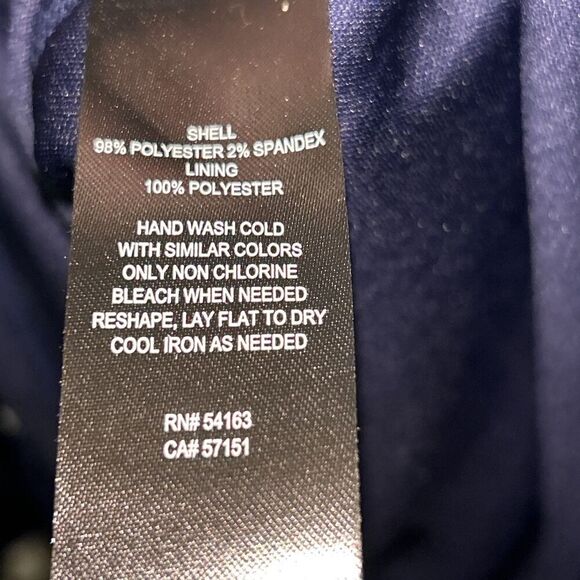 SHELL
98% POLYESTER 2% SPANDEX
LINING
100% POLYESTER
HAND WASH COLD
WITH SIMILAR COLORS
ONLY NON CHLORINE
BLEACH WHEN NEEDED
RESHAPE, LAY FLAT TO DRY
COOL IRON AS NEEDED
RN# 54163
CA# 57151